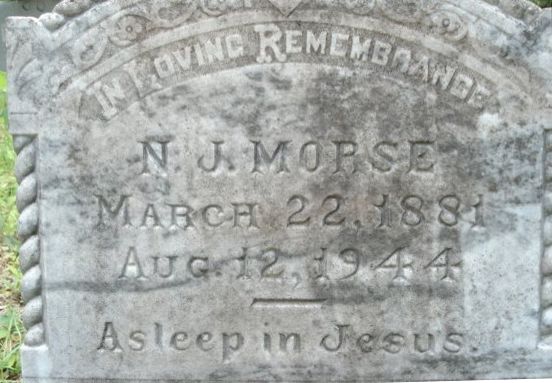 In Loving Remembrance
N. J. MORSE
MARCH 22, 1881
AUG. 12, 1944
Asleep in Jesus.